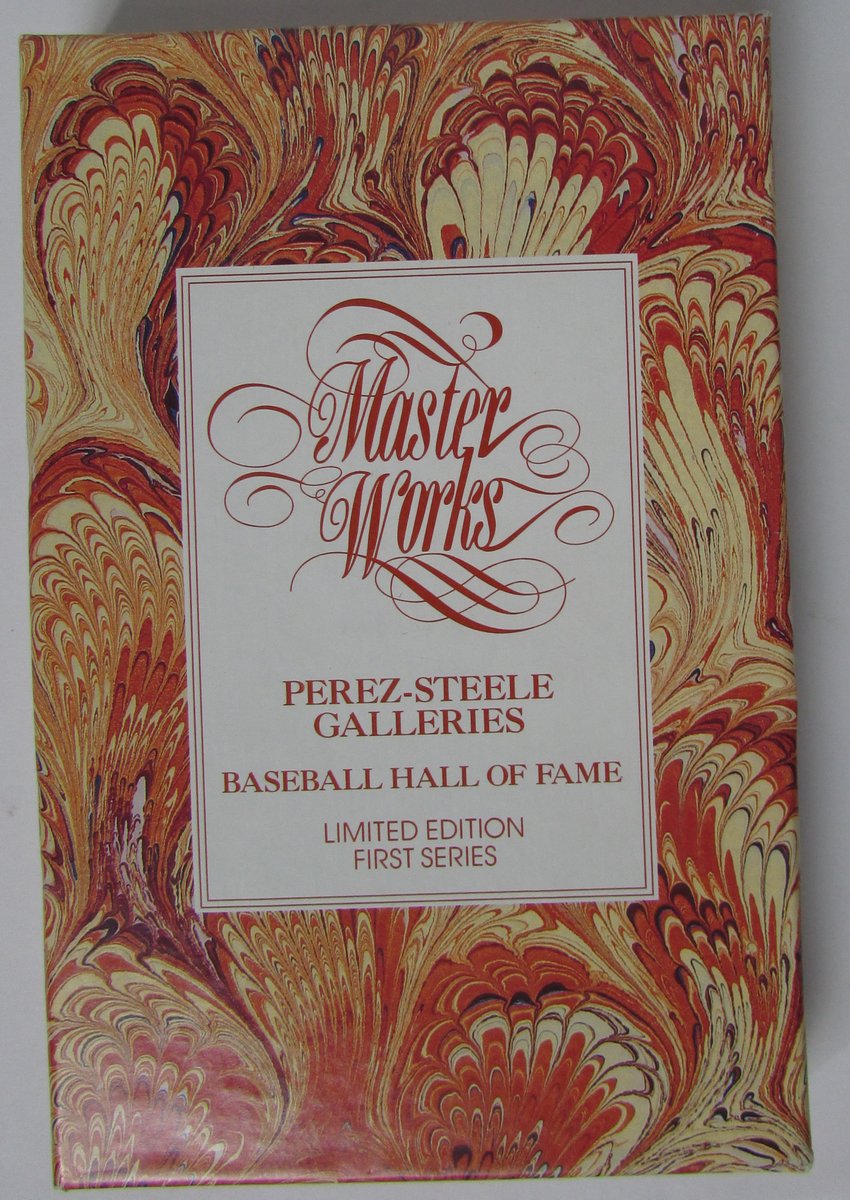 Master
Works
PEREZ-STEELE
GALLERIES
BASEBALL HALL OF FAME
LIMITED EDITION
FIRST SERIES